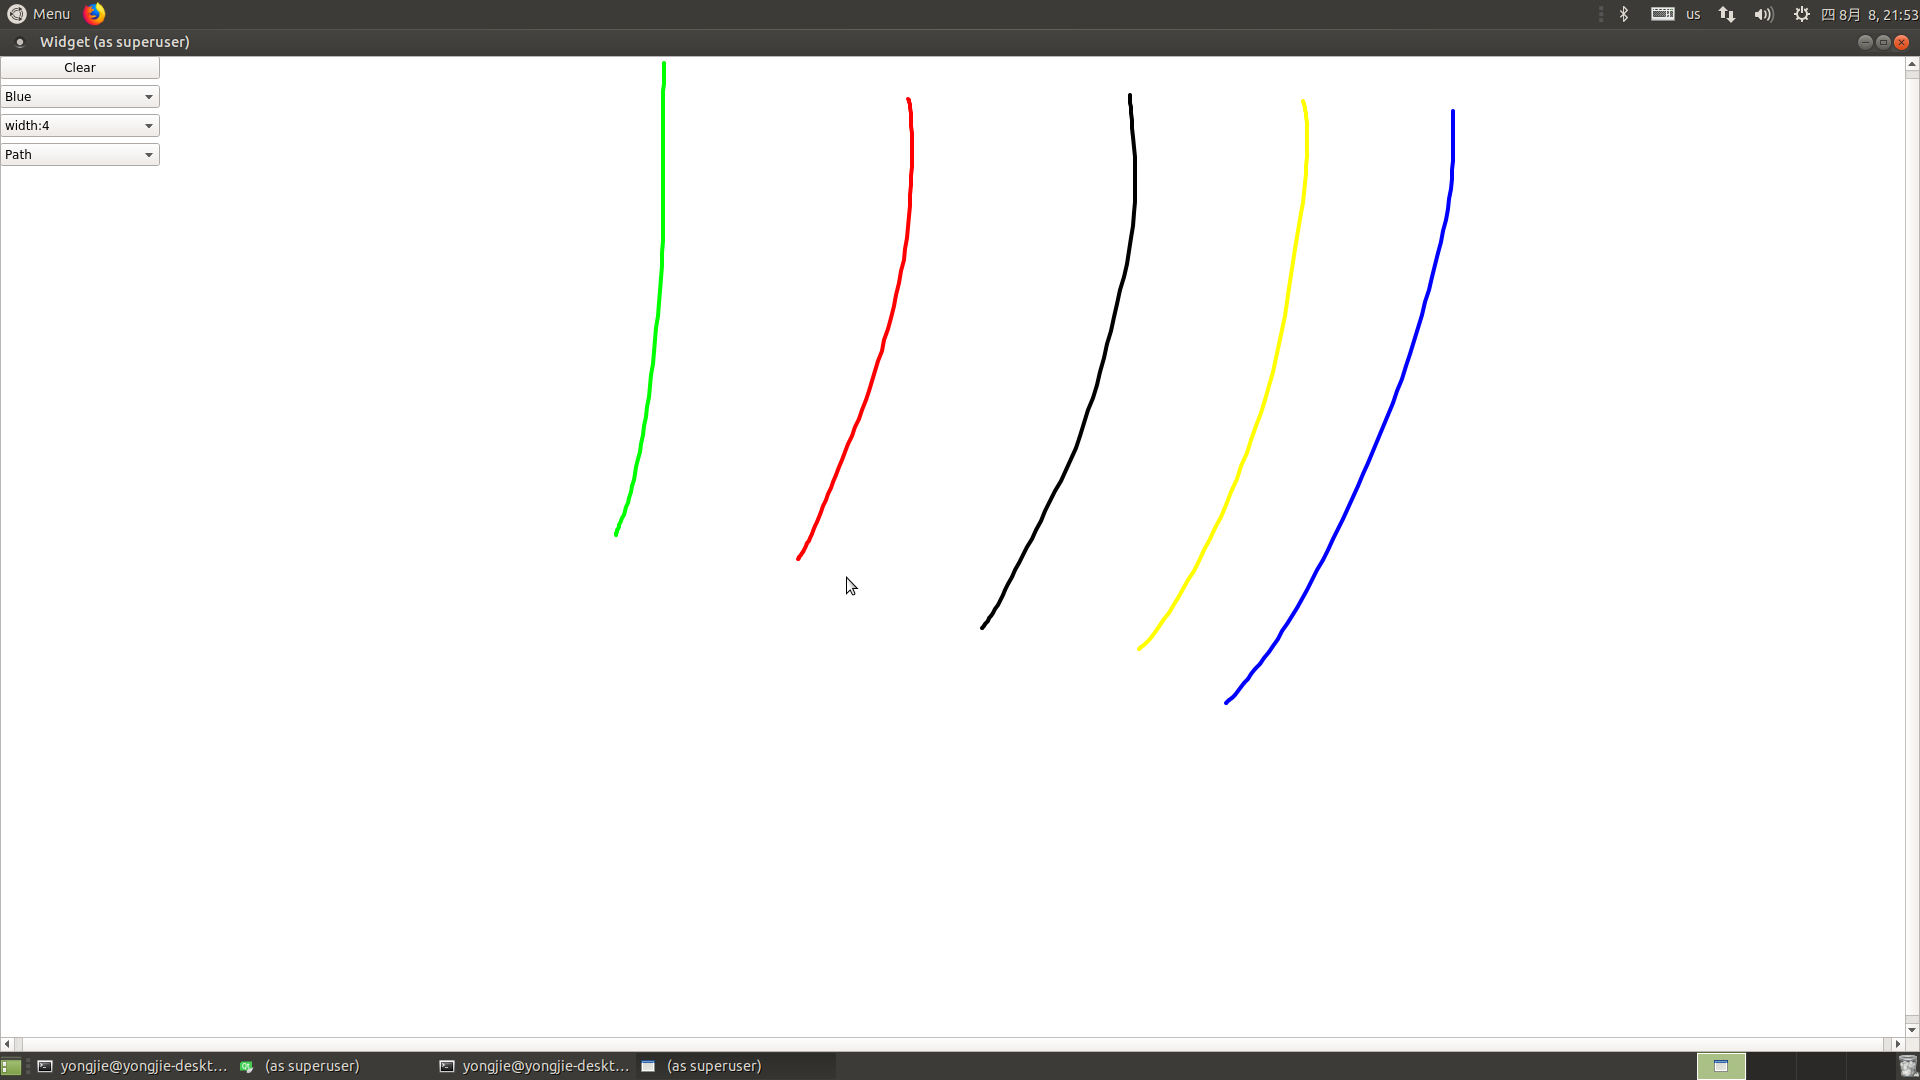 Menu
us
四 8月 8, 21:53
Widget (as superuser)
Clear
Blue
width:4
Path
yongjie@yongjie-deskt...
(as superuser)
yongjie@yongjie-deskt...
(as superuser)